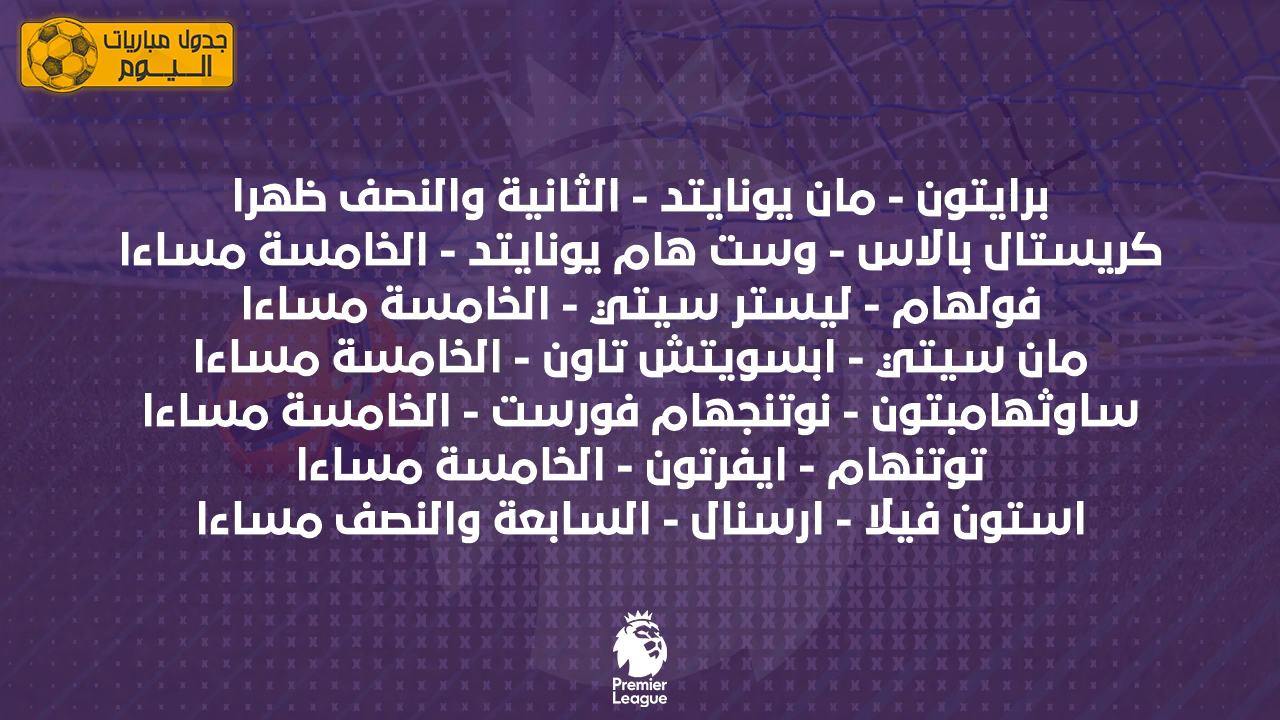 جدول مباريات
اليوم
برايتون - مان يونايتد - الثانية والنصف ظهرا
كريستال بالاس - وست هام يونايتد - الخامسة مساءا
فولهام - ليستر سيتي - الخامسة مساءا
مان سيتي - ابسويتش تاون - الخامسة مساءا
ساوثهامبتون - نوتنجهام فورست - الخامسة مساءا
توتنهام - ايفرتون - الخامسة مساءا
استون فيلا - ارسنال - السابعة والنصف مساءا
Premier
League